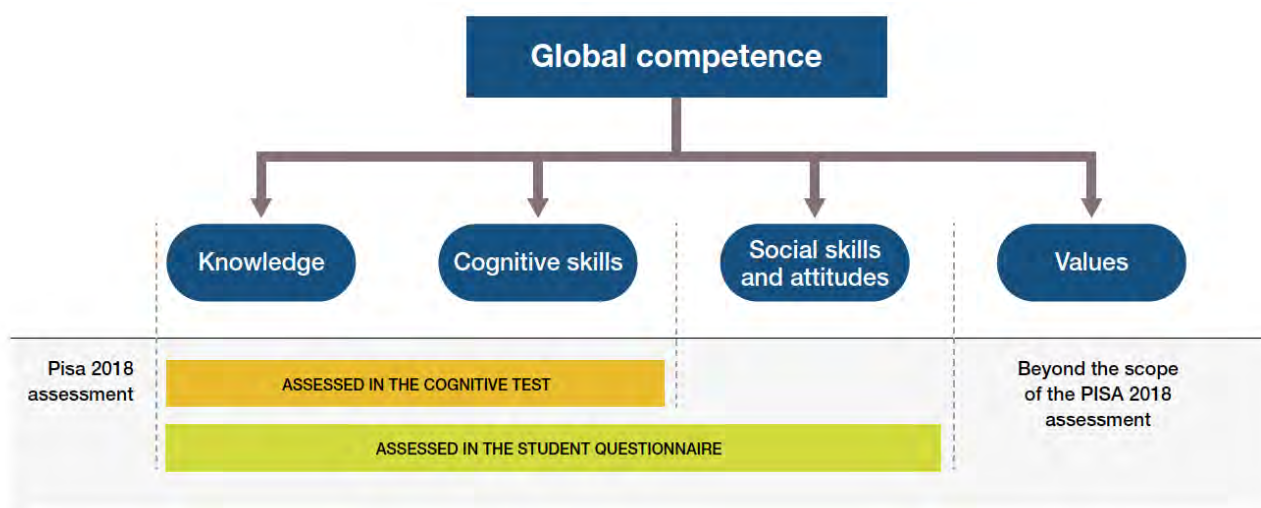 Global competence
Knowledge
Cognitive skills
Social skills
and attitudes
Values
Pisa 2018
assessment
ASSESSED IN THE COGNITIVE TEST
Beyond the scope
of the PISA 2018
assessment
ASSESSED IN THE STUDENT QUESTIONNAIRE